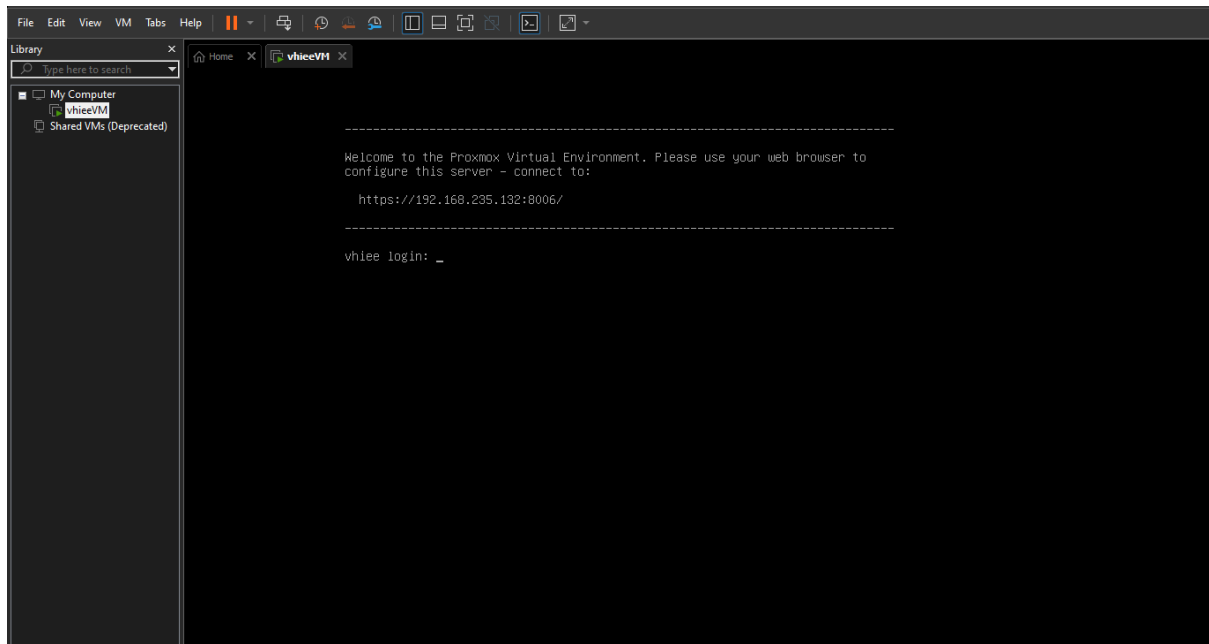 File Edit View VM Tabs Help
Library
Type here to search
My Computer
vhieeVM
Shared VMs (Deprecated)
Home vhieeVM
--------------------------------------------------------------------------------
Welcome to the Proxmox Virtual Environment. Please use your web browser to
configure this server - connect to:
https://192.168.235.132:8006/
--------------------------------------------------------------------------------
vhiee login: _